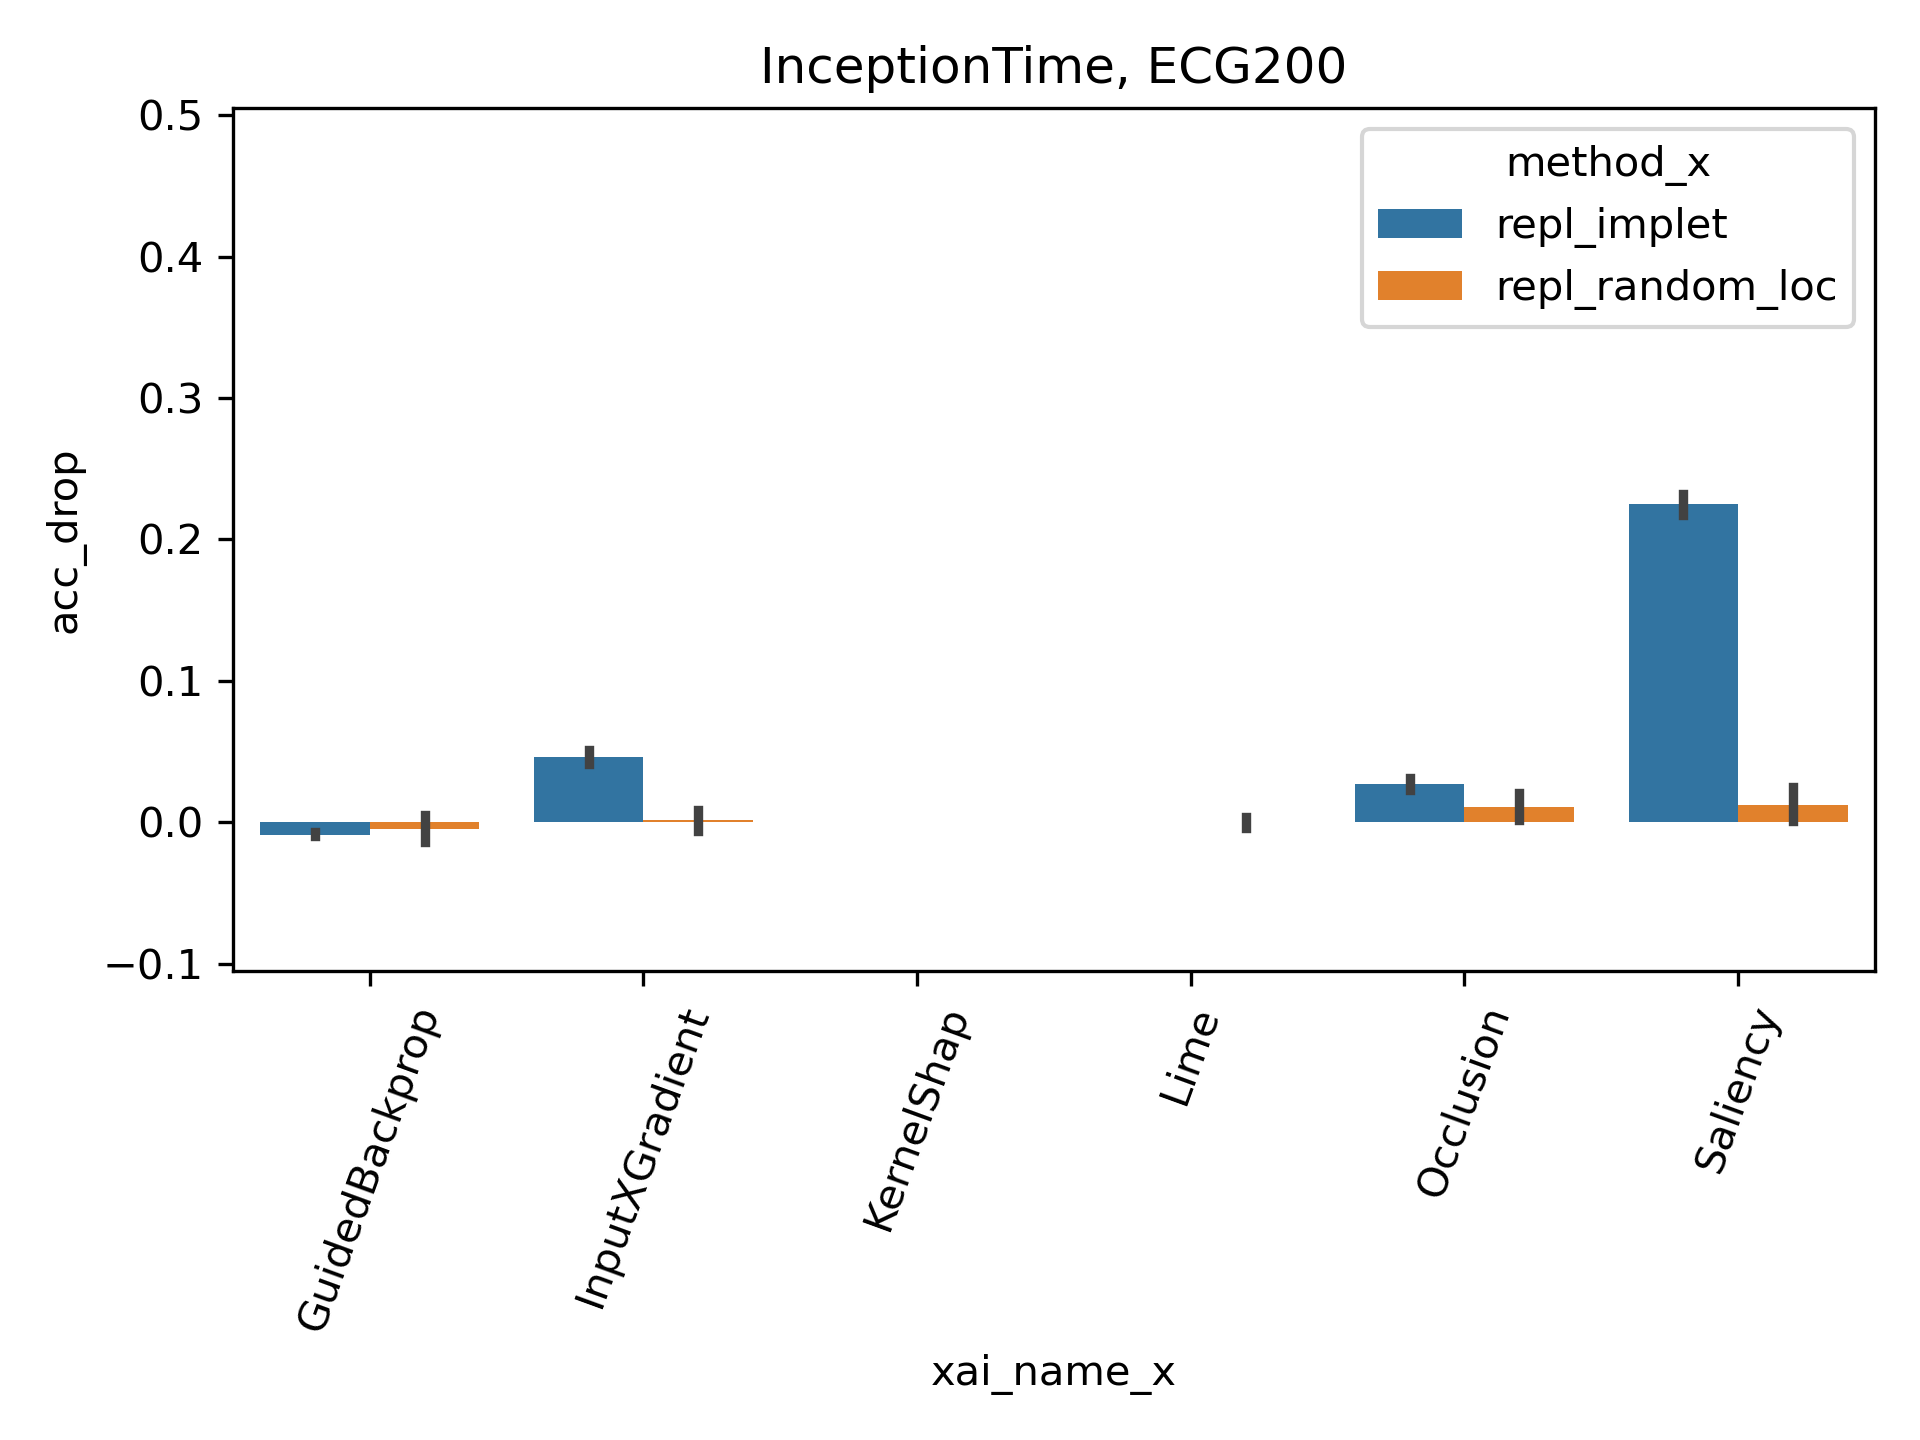 InceptionTime, ECG200
0.5
0.4
0.3
0.2
0.1
0.0
−0.1
acc_drop
method_x
repl_implet
repl_random_loc
GuidedBackprop
InputXGradient
KernelShap
Lime
Occlusion
Saliency
xai_name_x